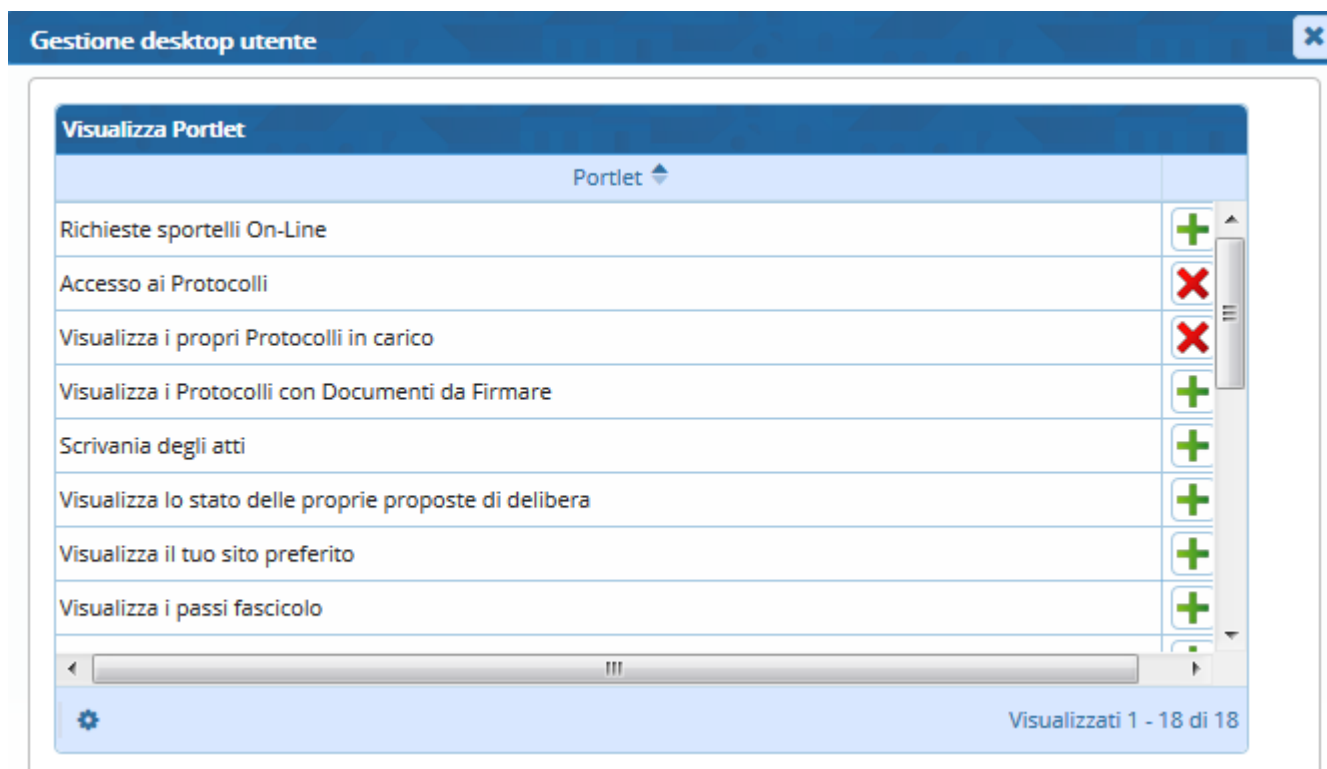 Gestione desktop utente
Visualizza Portlet
Portlet
Richieste sportelli On-Line
Accesso ai Protocolli
Visualizza i propri Protocolli in carico
Visualizza i Protocolli con Documenti da Firmare
Scrivania degli atti
Visualizza lo stato delle proprie proposte di delibera
Visualizza il tuo sito preferito
Visualizza i passi fascicolo
Visualizzati 1 - 18 di 18